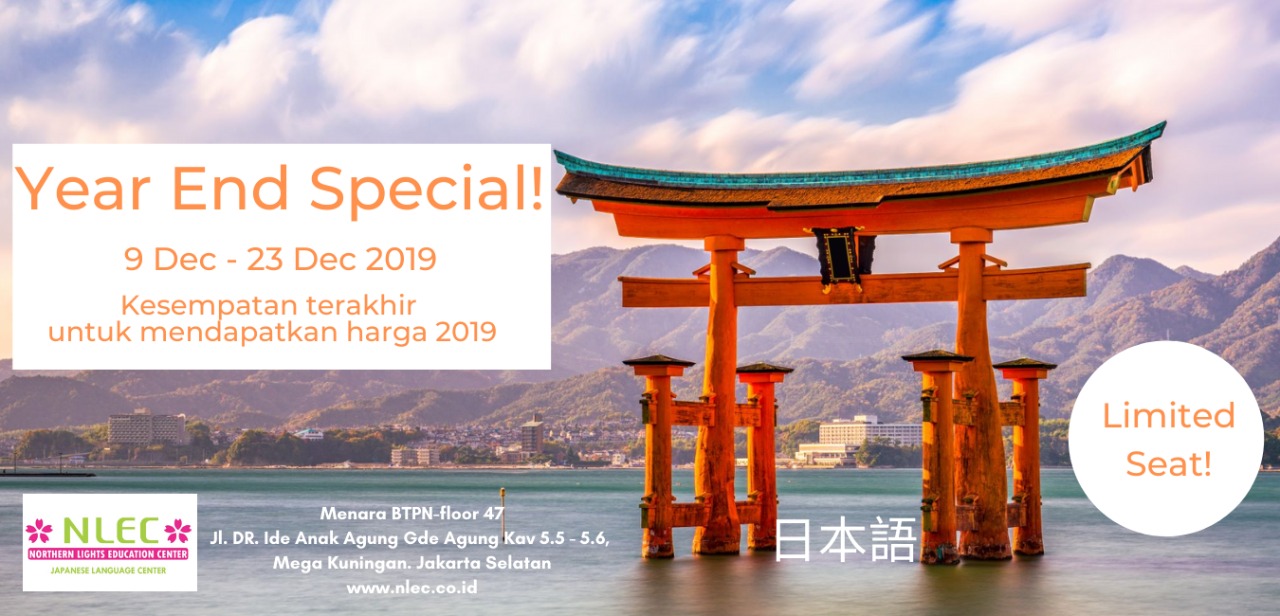 Year End Special!
9 Dec - 23 Dec 2019
Kesempatan terakhir
untuk mendapatkan harga 2019
Limited
Seat!
NLEC
NORTHERN LIGHTS EDUCATION CENTER
JAPANESE LANGUAGE CENTER
Menara BTPN-floor 47
Jl. DR. Ide Anak Agung Gde Agung Kav 5.5 - 5.6,
Mega Kuningan. Jakarta Selatan
www.nlec.co.id
日本語